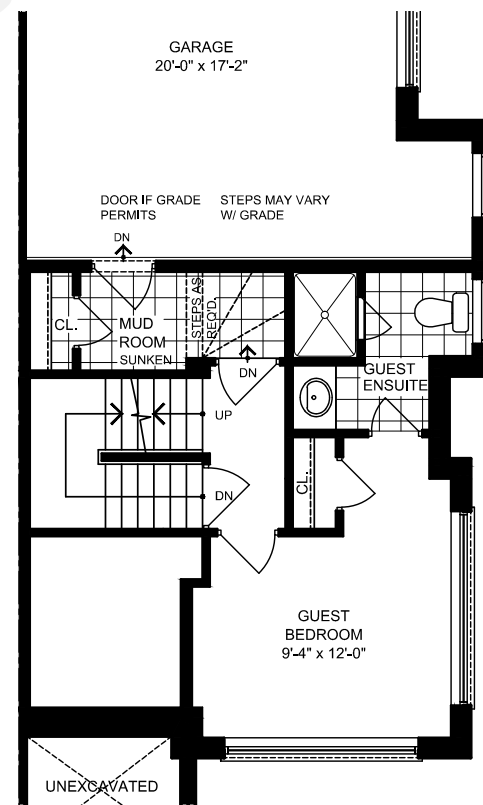 GARAGE
20'-0" x 17'-2"
DOOR IF GRADE
PERMITS
STEPS MAY VARY
W/ GRADE
DN
CL.
MUD
ROOM
SUNKEN
STEPS AS
REQ'D.
DN
GUEST
ENSUITE
UP
DN
CL.
GUEST
BEDROOM
9'-4" x 12'-0"
UNEXCAVATED